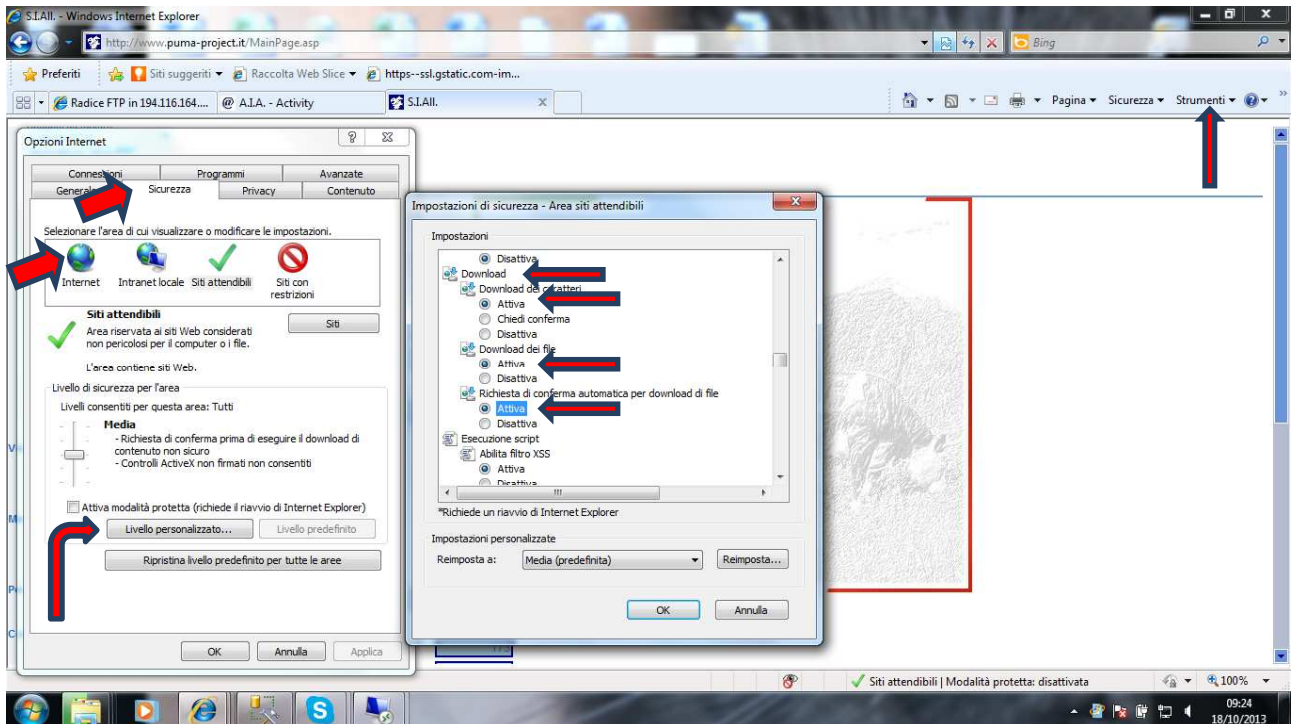 S.I.All. - Windows Internet Explorer
http://www.puma-project.it/MainPage.asp
Bing
Preferiti
Siti suggeriti
Raccolta Web Slice
https--ssl.gstatic.com-im...
Radice FTP in 194.116.164....
A.I.A. - Activity
S.I.All.
X
Pagina
Sicurezza
Strumenti
»
Opzioni Internet
Connessioni
Programmi
Avanzate
Generale
Sicurezza
Privacy
Contenuto
Selezionare l'area di cui visualizzare o modificare le impostazioni.
Internet
Intranet locale
Siti attendibili
Siti con
restrizioni
Siti attendibili
Area riservata ai siti Web considerati
non pericolosi per il computer o i file.
L'area contiene siti Web.
Siti
Livello di sicurezza per l'area
Livelli consentiti per questa area: Tutti
Media
- Richiesta di conferma prima di eseguire il download di
contenuto non sicuro
- Controlli ActiveX non firmati non consentiti
Attiva modalità protetta (richiede il riavvio di Internet Explorer)
Livello personalizzato...
Livello predefinito
Ripristina livello predefinito per tutte le aree
OK
Annulla
Applica
Impostazioni di sicurezza - Area siti attendibili
Impostazioni
Disattiva
Download
Download dei caratteri
Attiva
Chiedi conferma
Disattiva
Download dei file
Attiva
Disattiva
Richiesta di conferma automatica per download di file
Attiva
Disattiva
Esecuzione script
Abilita filtro XSS
Attiva
Disattiva
*Richiede un riavvio di Internet Explorer
Impostazioni personalizzate
Reimposta a:
Media (predefinita)
Reimposta...
OK
Annulla
Siti attendibili | Modalità protetta: disattivata
100%
09:24
18/10/2013